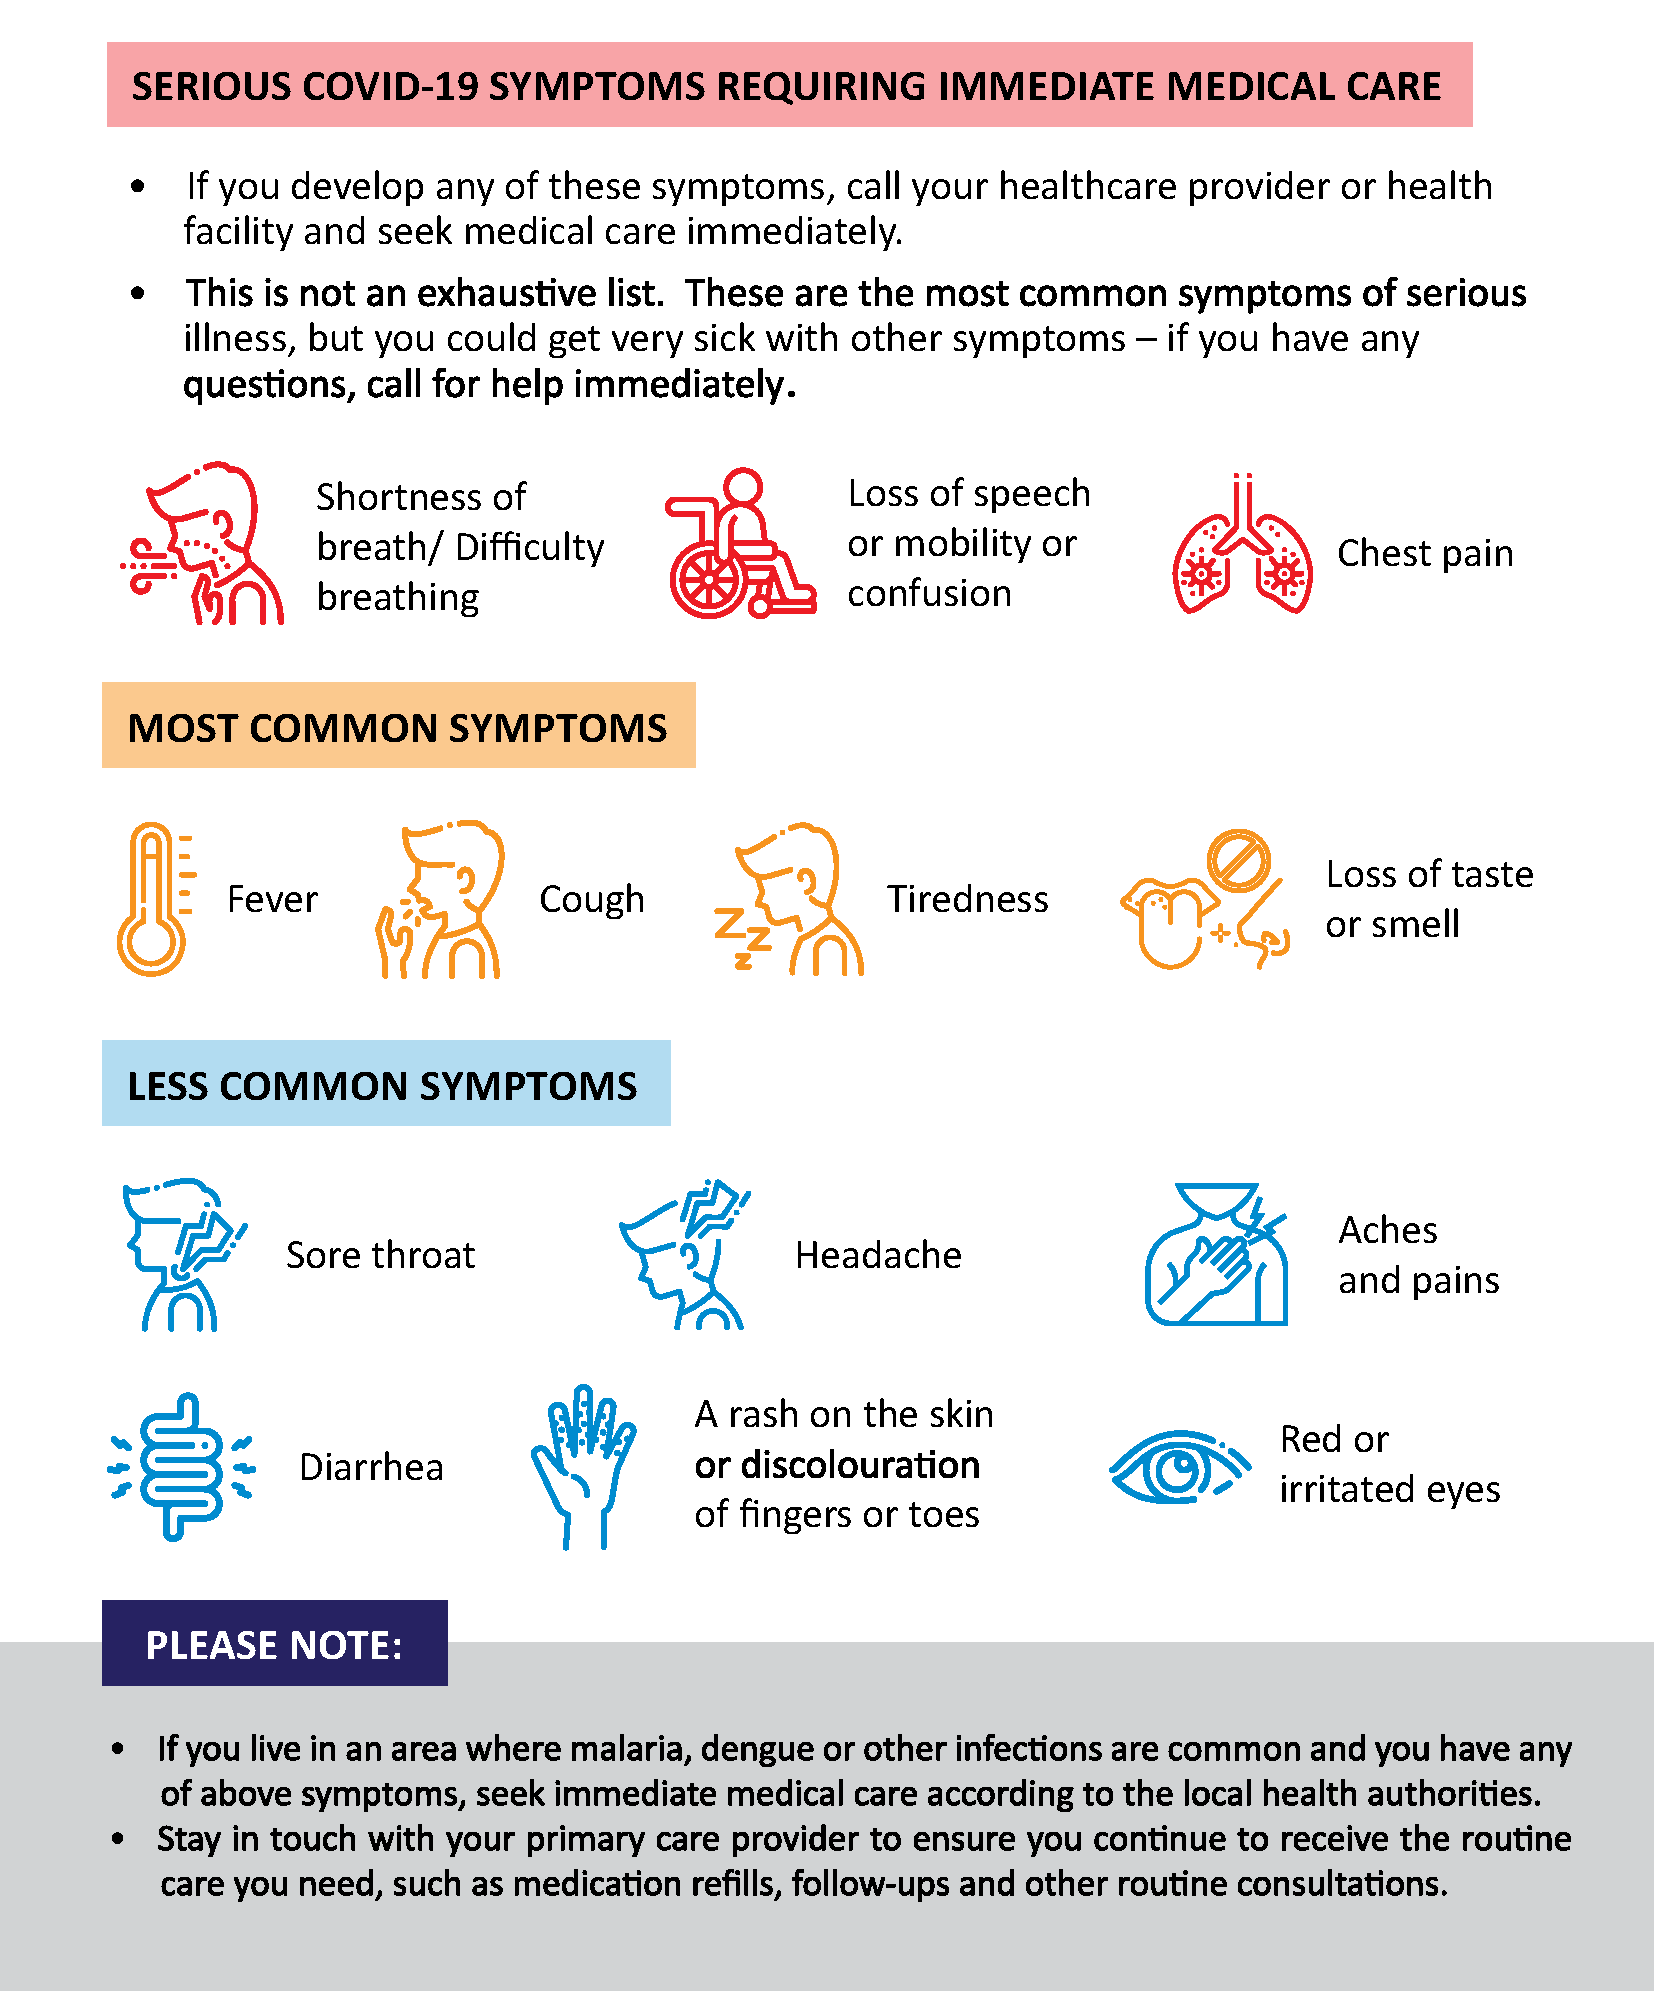 SERIOUS COVID-19 SYMPTOMS REQUIRING IMMEDIATE MEDICAL CARE
• If you develop any of these symptoms, call your healthcare provider or health
facility and seek medical care immediately.
• This is not an exhaustive list. These are the most common symptoms of serious
illness, but you could get very sick with other symptoms – if you have any
questions, call for help immediately.
Shortness of
breath/ Difficulty
breathing
Loss of speech
or mobility or
confusion
Chest pain
MOST COMMON SYMPTOMS
Fever
Cough
Tiredness
Loss of taste
or smell
LESS COMMON SYMPTOMS
Sore throat
Headache
Aches
and pains
Diarrhea
A rash on the skin
or discolouration
of fingers or toes
Red or
irritated eyes
PLEASE NOTE:
• If you live in an area where malaria, dengue or other infections are common and you have any
of above symptoms, seek immediate medical care according to the local health authorities.
• Stay in touch with your primary care provider to ensure you continue to receive the routine
care you need, such as medication refills, follow-ups and other routine consultations.